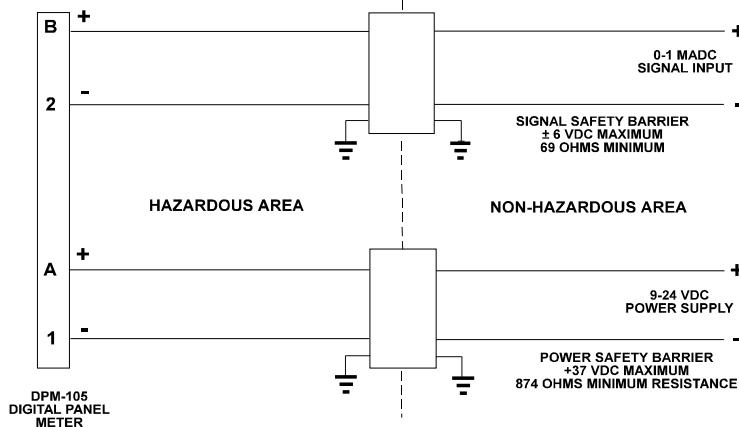 B +
+
0-1 MADC
SIGNAL INPUT
2 -
-
SIGNAL SAFETY BARRIER
± 6 VDC MAXIMUM
69 OHMS MINIMUM
HAZARDOUS AREA
NON-HAZARDOUS AREA
A +
+
9-24 VDC
POWER SUPPLY
1 -
-
POWER SAFETY BARRIER
+37 VDC MAXIMUM
874 OHMS MINIMUM RESISTANCE
DPM-105
DIGITAL PANEL
METER